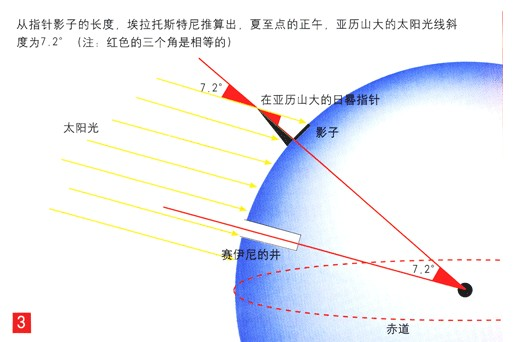 从指针影子的长度，埃拉托斯特尼推算出，夏至点的正午，亚历山大的太阳光线斜
度为7.2°（注：红色的三个角是相等的）
7.2°
在亚历山大的日晷指针
太阳光
影子
赛伊尼的井
7.2°
赤道
3